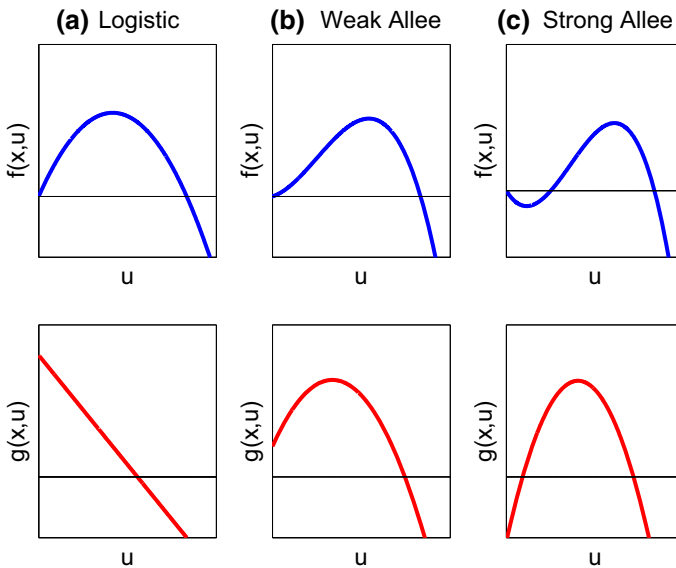 (a) Logistic
(b) Weak Allee
(c) Strong Allee
f(x,u)
f(x,u)
f(x,u)
u
u
u
g(x,u)
g(x,u)
g(x,u)
u
u
u